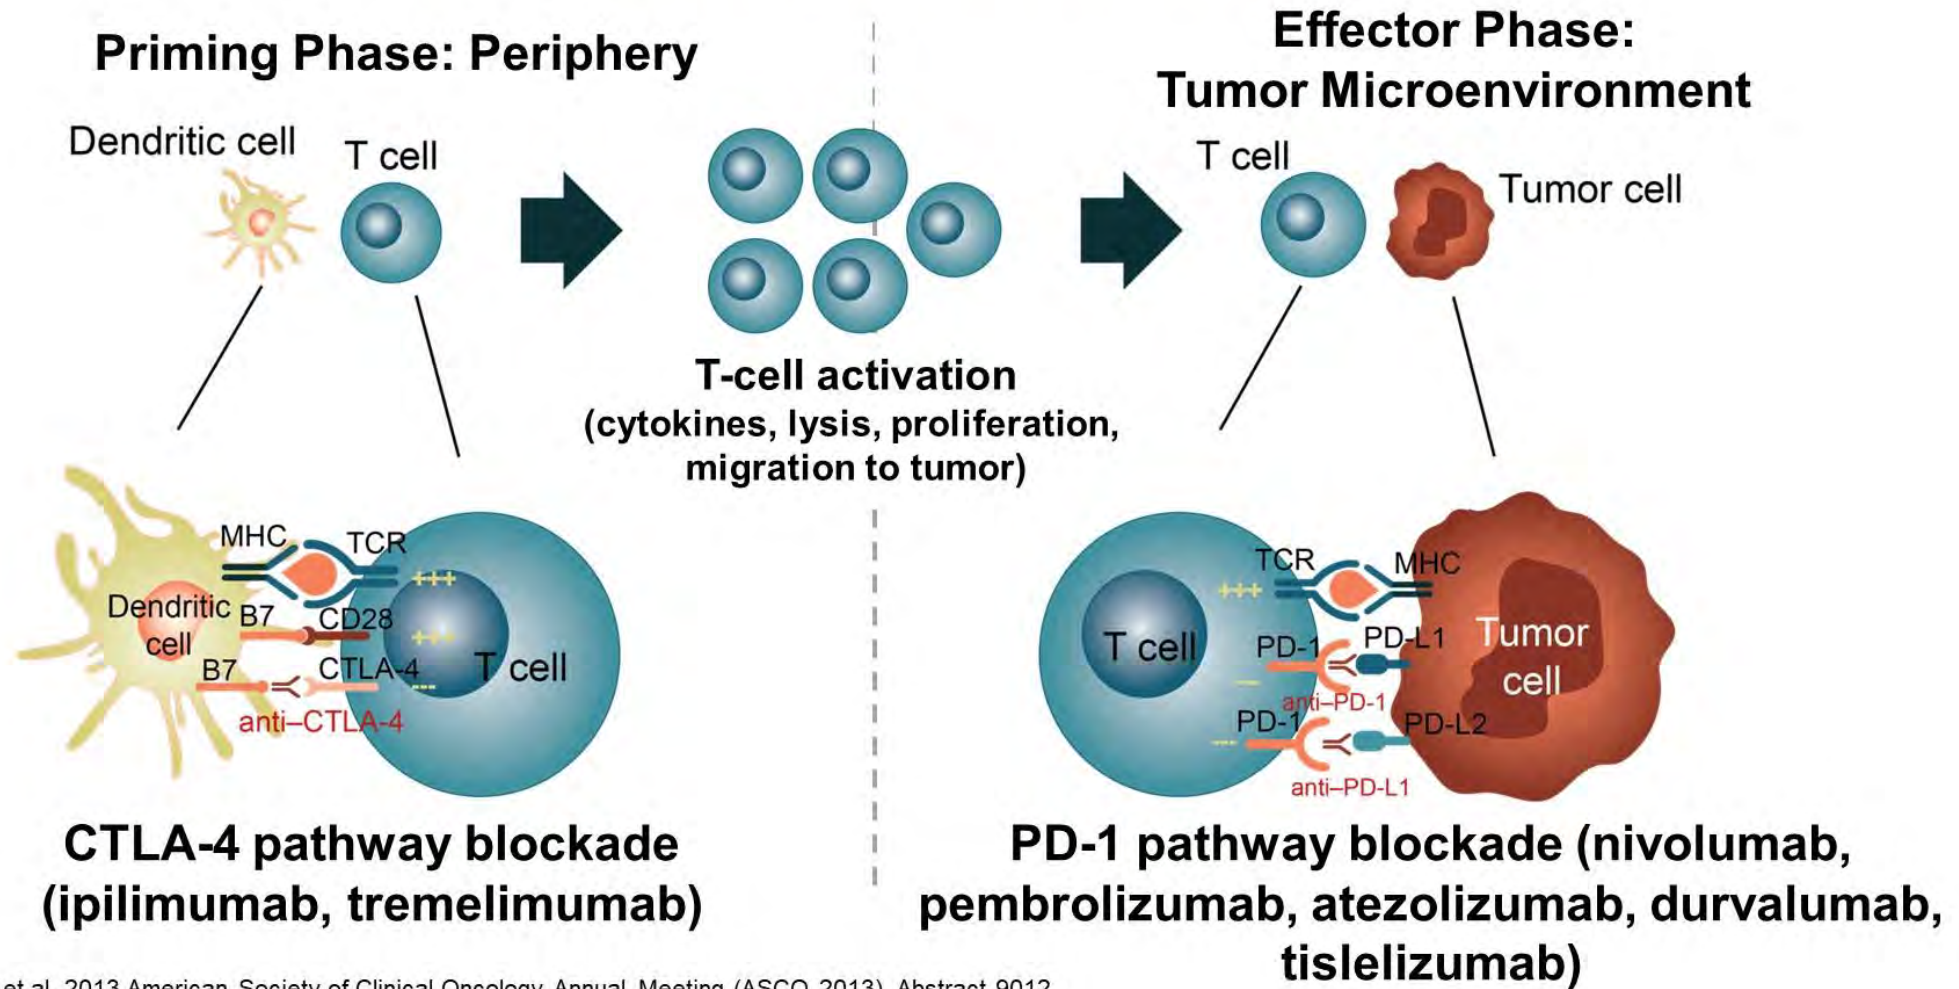 Priming Phase: Periphery
Effector Phase:
Tumor Microenvironment
Dendritic cell
T cell
T cell
Tumor cell
T-cell activation
(cytokines, lysis, proliferation,
migration to tumor)
MHC
TCR
+++
Dendritic
cell
B7
CD28
+++
B7
CTLA-4
---
T cell
anti–CTLA-4
TCR
MHC
+++
T cell
PD-1
PD-L1
Tumor
cell
anti–PD-1
PD-1
PD-L2
---
anti–PD-L1
CTLA-4 pathway blockade
(ipilimumab, tremelimumab)
PD-1 pathway blockade (nivolumab,
pembrolizumab, atezolizumab, durvalumab,
tislelizumab)
et al. 2013 American Society of Clinical Oncology Annual Meeting (ASCO 2013). Abstract 9012